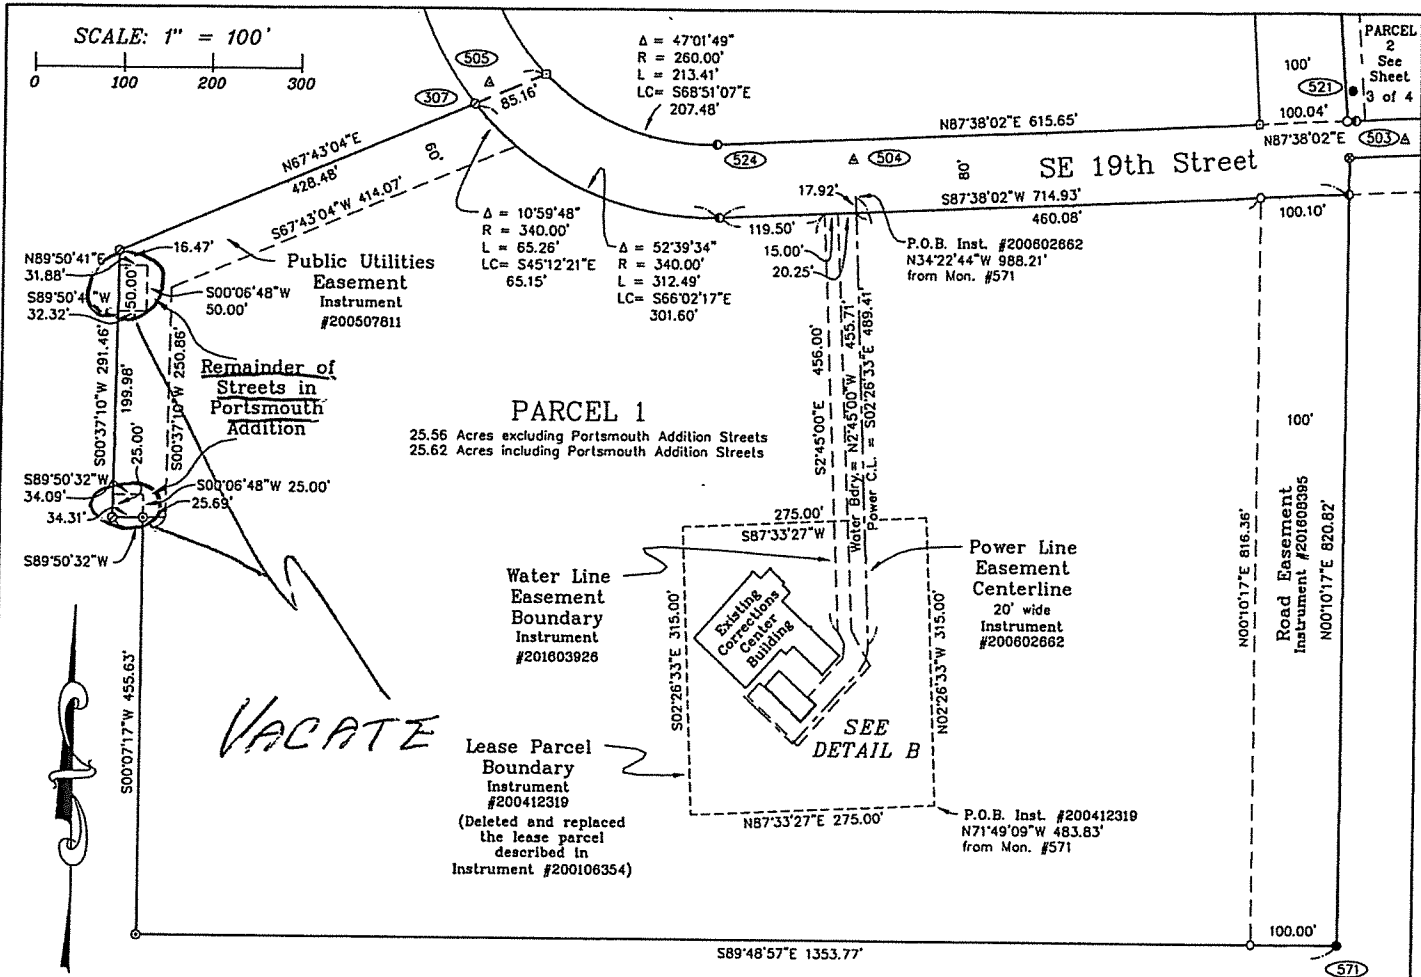 SCALE: 1" = 100'
0 100 200 300
505
307
85.16'
Δ = 47°01'49"
R = 260.00'
L = 213.41'
LC= S68°51'07"E
207.48'
N87°38'02"E 615.65'
100'
521
100.04'
N87°38'02"E
503
PARCEL
2
See
Sheet
3 of 4
N67°43'04"E
428.48'
60'
S67°43'04"W 414.07'
524
504
80'
SE 19th Street
17.92'
S87°38'02"W 714.93'
460.08'
100.10'
119.50'
15.00'
20.25'
P.O.B. Inst. #200602662
N34°22'44"W 988.21'
from Mon. #571
Δ = 10°59'48"
R = 340.00'
L = 65.26'
LC= S45°12'21"E
65.15'
Δ = 52°39'34"
R = 340.00'
L = 312.49'
LC= S66°02'17"E
301.60'
16.47'
N89°50'41"E
31.88'
50.00'
S89°50'4 "W
32.32'
S00°06'48"W
50.00'
Public Utilities
Easement
Instrument
#200507811
S00°37'10"W 291.46'
199.98'
S00°37'10"W 250.86'
Remainder of
Streets in
Portsmouth
Addition
25.00'
S89°50'32"W
34.09'
S00°06'48"W 25.00'
25.69'
34.31'
S89°50'32"W
PARCEL 1
25.56 Acres excluding Portsmouth Addition Streets
25.62 Acres including Portsmouth Addition Streets
S2°45'00"E 456.00'
Water Bdry.= N2°45'00"W 455.71'
Power C.L. = S02°26'33"E 489.41'
275.00'
S87°33'27"W
Water Line
Easement
Boundary
Instrument
#201603926
Existing
Corrections
Center
Building
Power Line
Easement
Centerline
20' wide
Instrument
#200602662
S02°26'33"E 315.00'
N02°26'33"W 315.00'
SEE
DETAIL B
N00°10'17"E 816.36'
100'
Road Easement
Instrument #201608395
N00°10'17"E 820.82'
VACATE
S00°07'17"W 455.63'
Lease Parcel
Boundary
Instrument
#200412319
(Deleted and replaced
the lease parcel
described in
Instrument #200106354)
N87°33'27"E 275.00'
P.O.B. Inst. #200412319
N71°49'09"W 483.83'
from Mon. #571
S89°48'57"E 1353.77'
100.00'
571